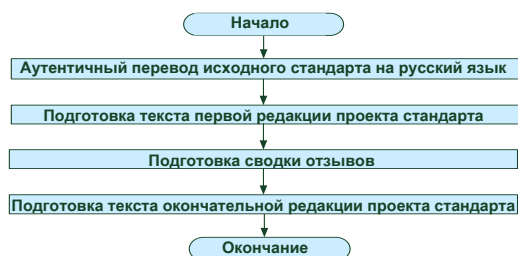 Начало
Аутентичный перевод исходного стандарта на русский язык
Подготовка текста первой редакции проекта стандарта
Подготовка сводки отзывов
Подготовка текста окончательной редакции проекта стандарта
Окончание